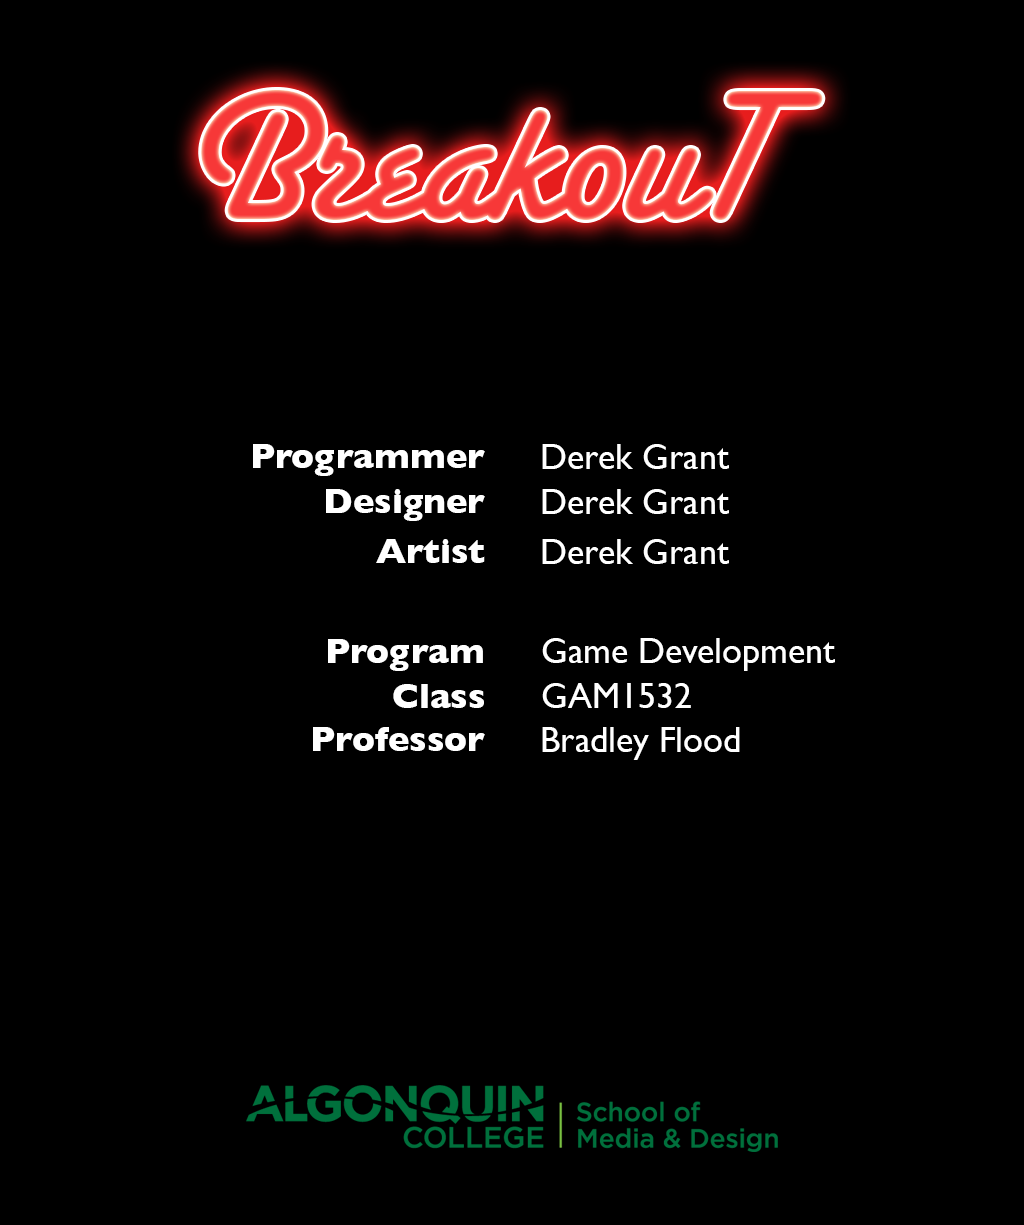 BreakouT
Programmer Derek Grant
Designer Derek Grant
Artist Derek Grant
Program Game Development
Class GAM1532
Professor Bradley Flood
ALGONQUIN
COLLEGE
School of
Media & Design